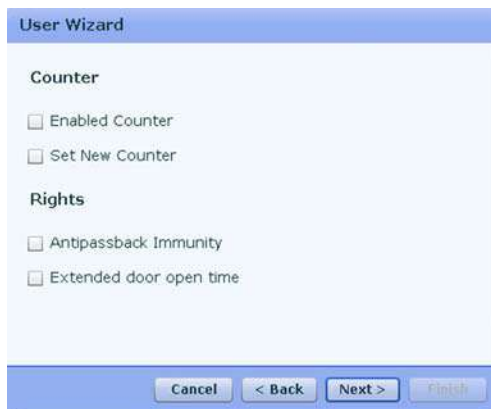 User Wizard
Counter
Enabled Counter
Set New Counter
Rights
Antipassback Immunity
Extended door open time
Cancel < Back Next > Finish